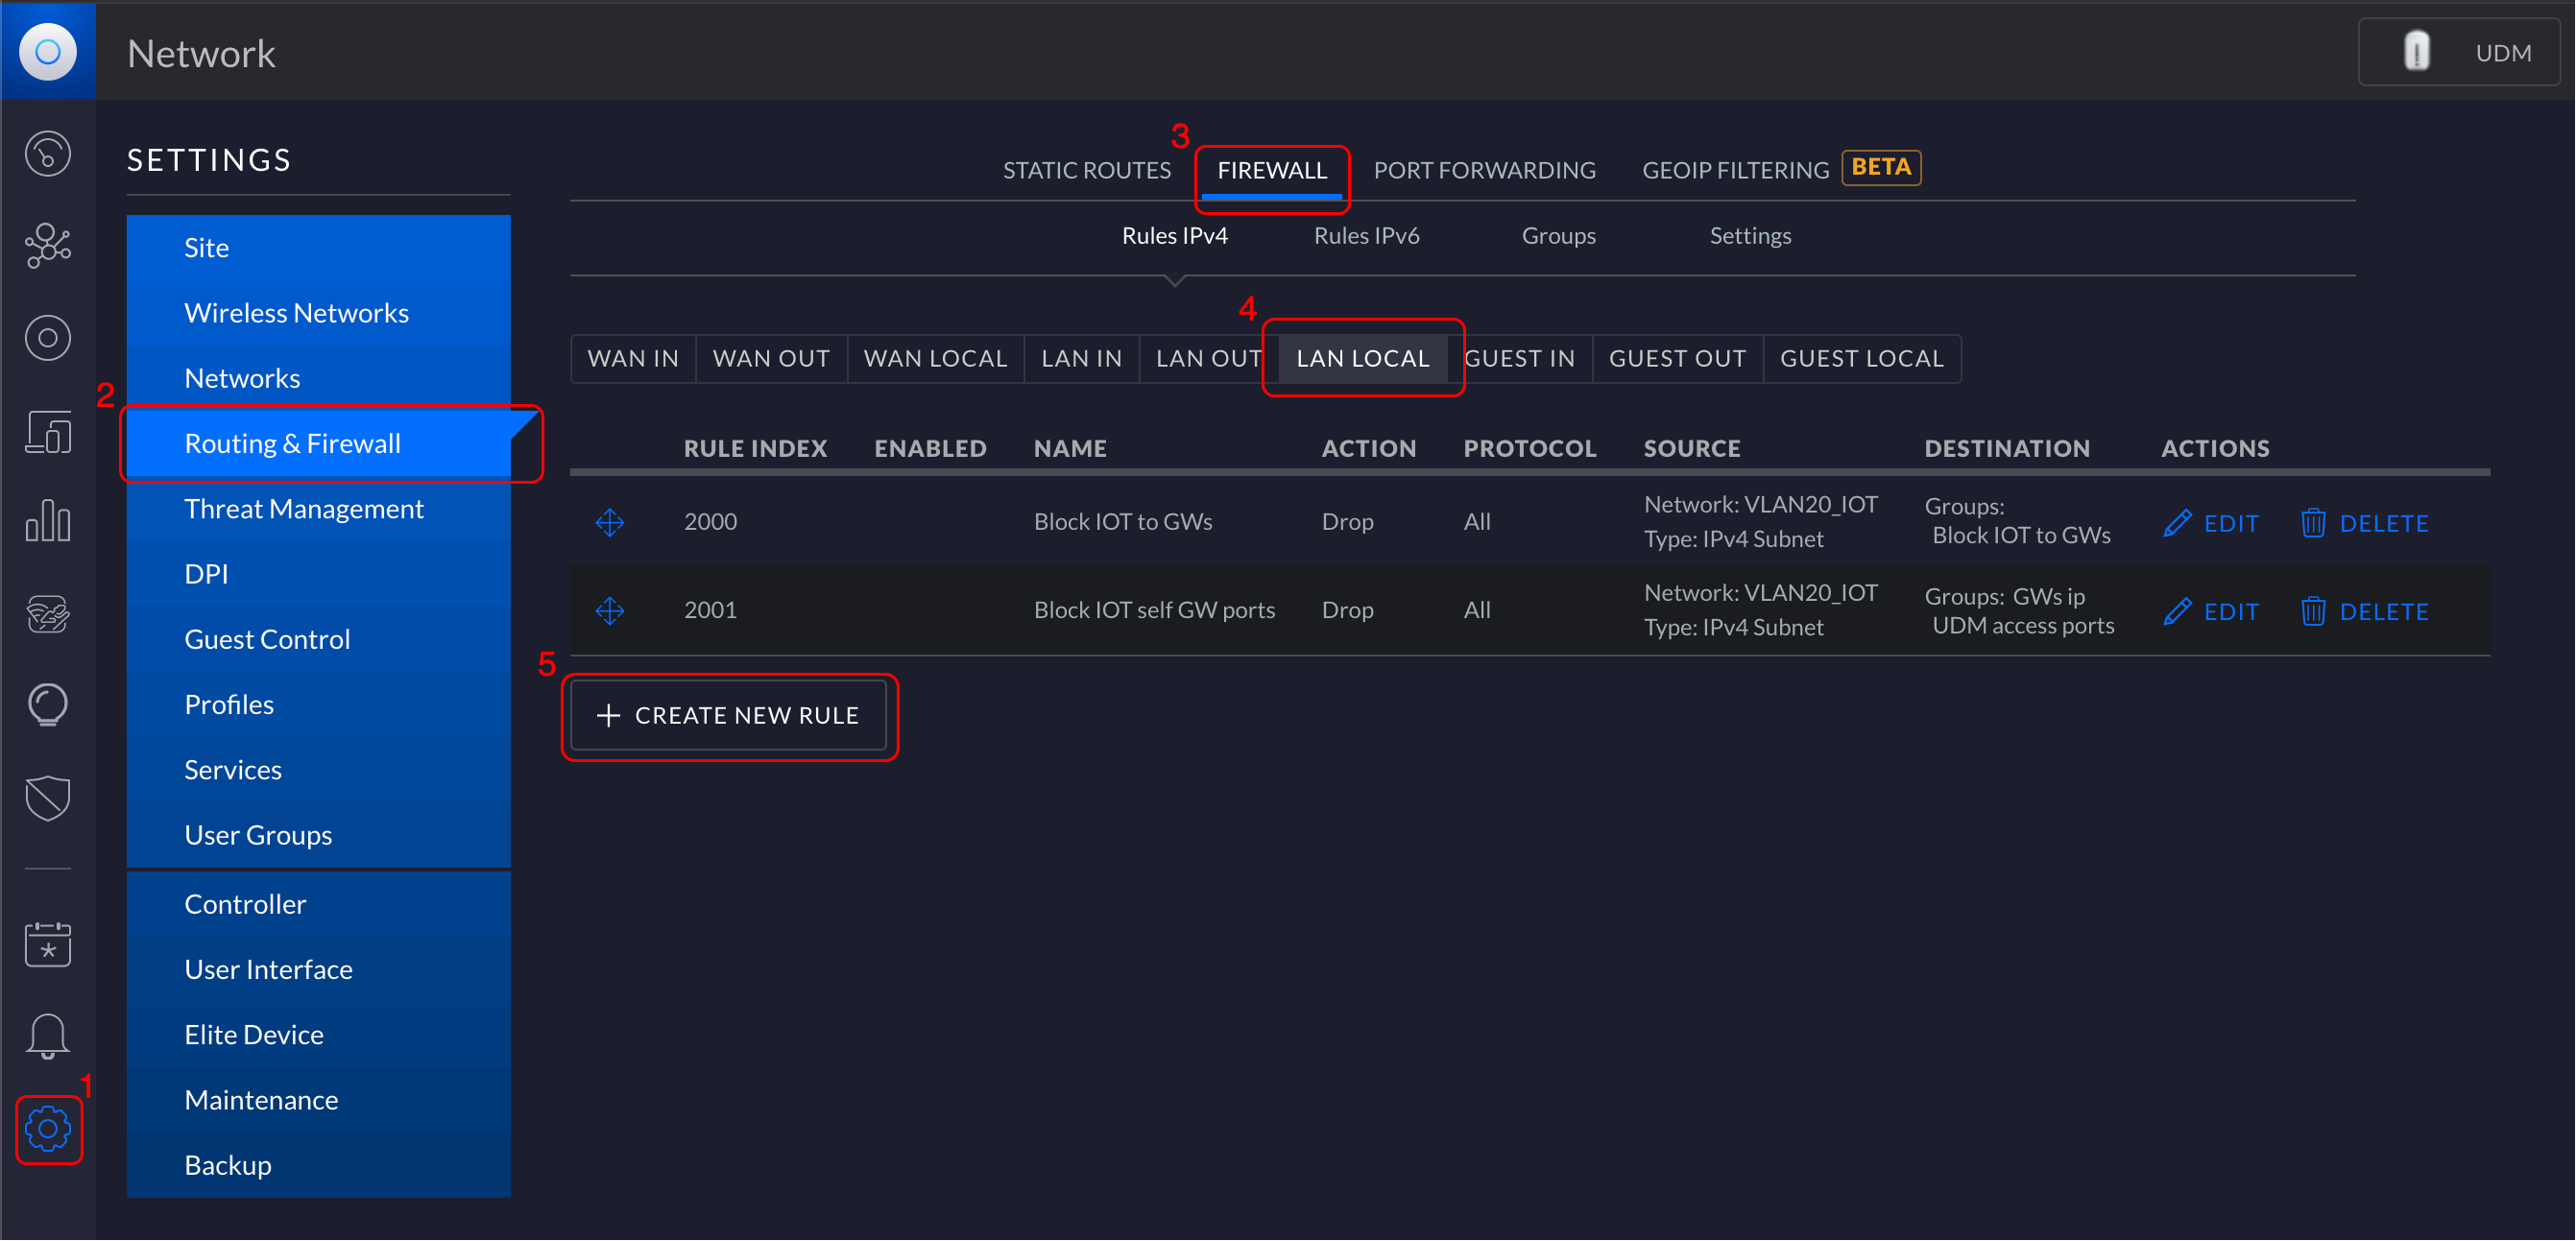 Network
UDM
SETTINGS
Site
Wireless Networks
Networks
2
Routing & Firewall
Threat Management
DPI
Guest Control
Profiles
Services
User Groups
Controller
User Interface
Elite Device
Maintenance
Backup
1
3
STATIC ROUTES FIREWALL PORT FORWARDING GEOIP FILTERING BETA
Rules IPv4 Rules IPv6 Groups Settings
4
WAN IN WAN OUT WAN LOCAL LAN IN LAN OUT LAN LOCAL GUEST IN GUEST OUT GUEST LOCAL
RULE INDEX ENABLED NAME ACTION PROTOCOL SOURCE DESTINATION ACTIONS
2000 Block IOT to GWs Drop All Network: VLAN20_IOT Groups: EDIT DELETE
Type: IPv4 Subnet Block IOT to GWs
2001 Block IOT self GW ports Drop All Network: VLAN20_IOT Groups: GWs ip EDIT DELETE
Type: IPv4 Subnet UDM access ports
5
+ CREATE NEW RULE